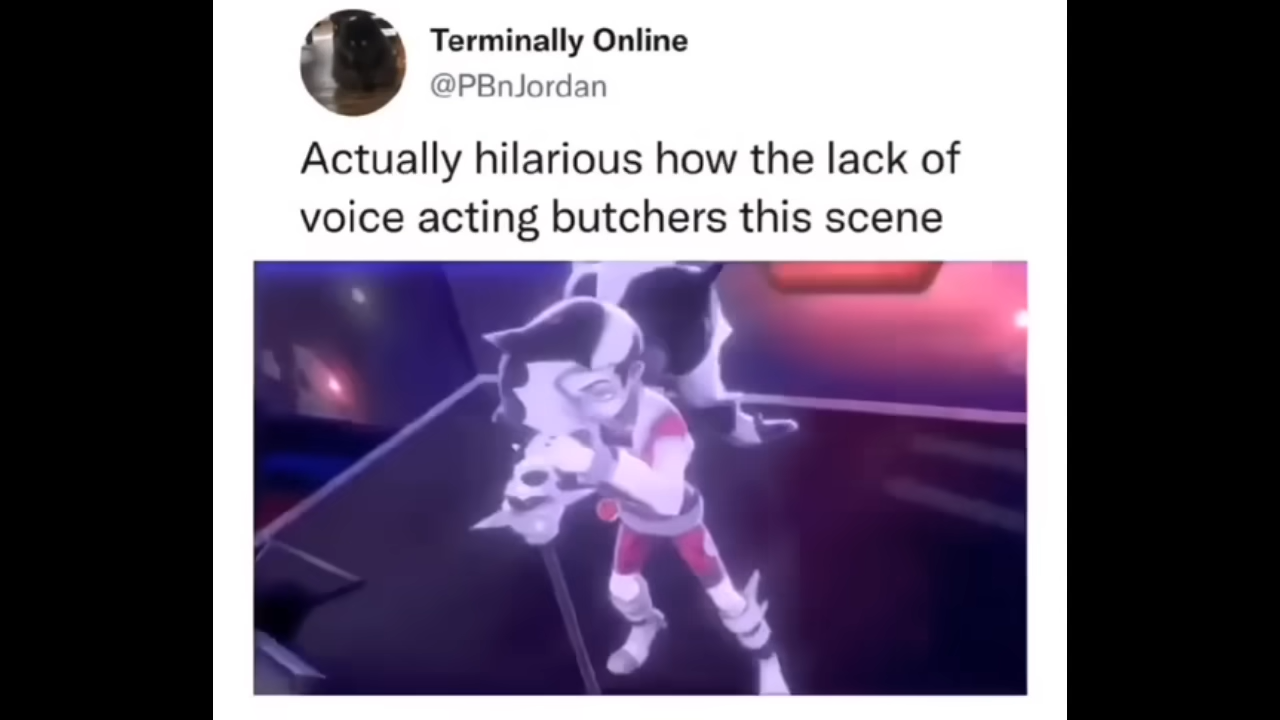 Terminally Online
@PBnJordan
Actually hilarious how the lack of
voice acting butchers this scene